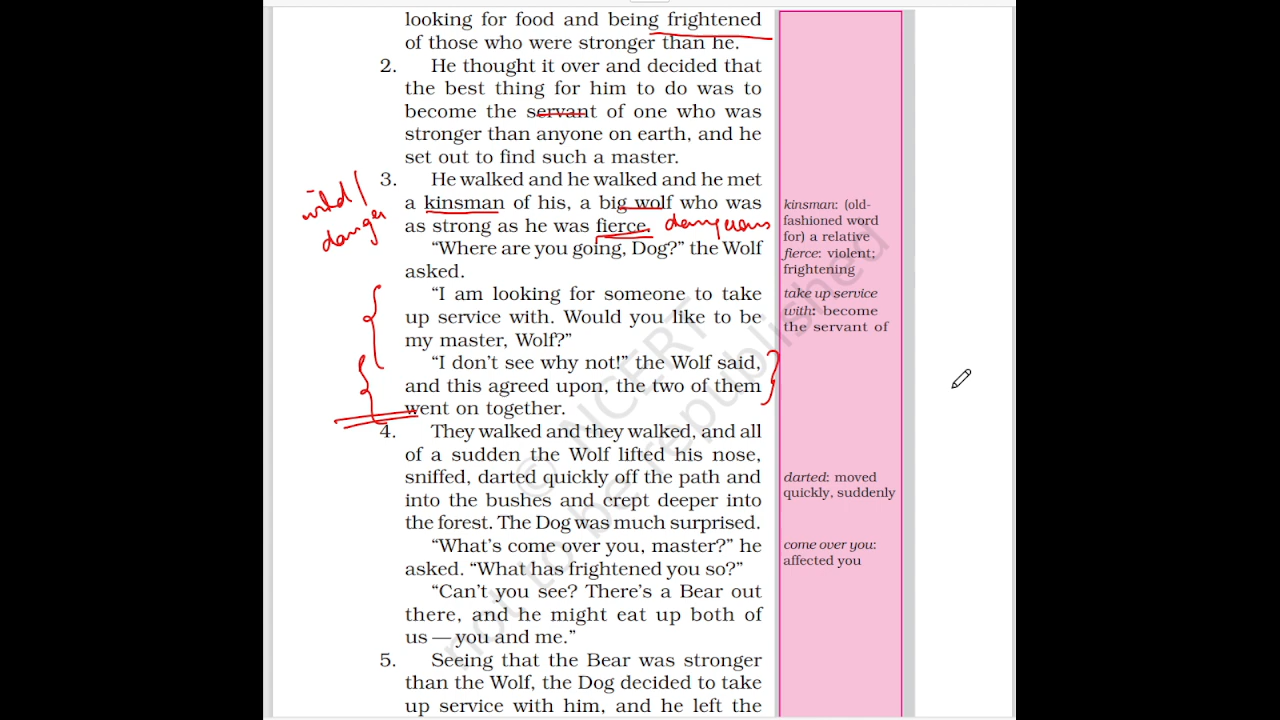 looking for food and being frightened
of those who were stronger than he.
2. He thought it over and decided that
the best thing for him to do was to
become the servant of one who was
stronger than anyone on earth, and he
set out to find such a master.
3. He walked and he walked and he met
a kinsman of his, a big wolf who was
as strong as he was fierce.
wild/
danger
dangerous
“Where are you going, Dog?” the Wolf
asked.
“I am looking for someone to take
up service with. Would you like to be
my master, Wolf?”
“I don’t see why not!” the Wolf said,
and this agreed upon, the two of them
went on together.
4. They walked and they walked, and all
of a sudden the Wolf lifted his nose,
sniffed, darted quickly off the path and
into the bushes and crept deeper into
the forest. The Dog was much surprised.
“What’s come over you, master?” he
asked. “What has frightened you so?”
“Can’t you see? There’s a Bear out
there, and he might eat up both of
us — you and me.”
5. Seeing that the Bear was stronger
than the Wolf, the Dog decided to take
up service with him, and he left the
kinsman: (old-
fashioned word
for) a relative
fierce: violent;
frightening
take up service
with: become
the servant of
darted: moved
quickly, suddenly
come over you:
affected you
© NCERT
not to be republished